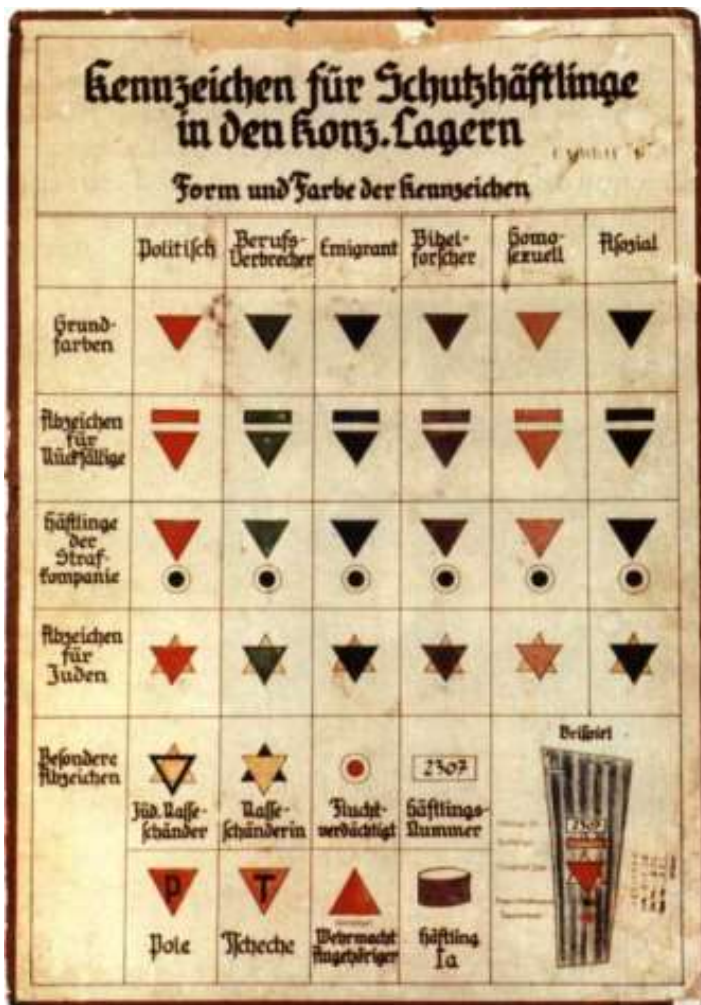 Kennzeichen für Schutzhäftlinge
in den Konz.Lagern
Form und Farbe der Kennzeichen
Politisch
Berufs-
Verbrecher
Emigrant
Bibel-
forscher
Homo-
sexuell
Asozial
Grund-
farben
Abzeichen
für
Rückfällige
Häftlinge
der
Straf-
kompanie
Abzeichen
für
Juden
Besondere
Abzeichen
Jüd. Rasse-
schänder
Rasse-
schänderin
Flucht-
verdächtigt
2307
Häftlings-
Nummer
Beispiel
2307
P
Pole
T
Tscheche
Wehrmacht
Angehöriger
Häftling
Ia